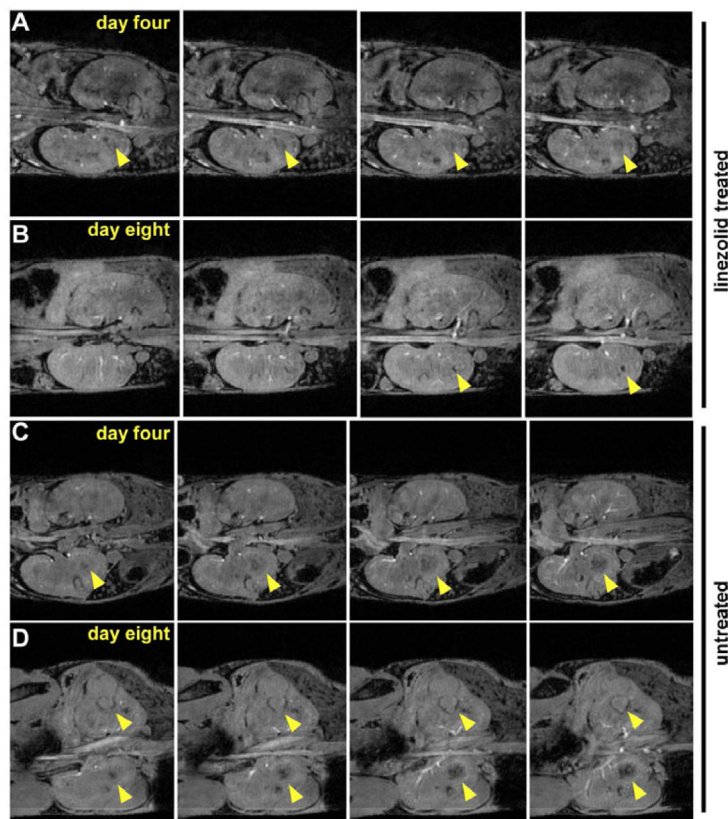 A
day four
B
day eight
linezolid treated
C
day four
D
day eight
untreated